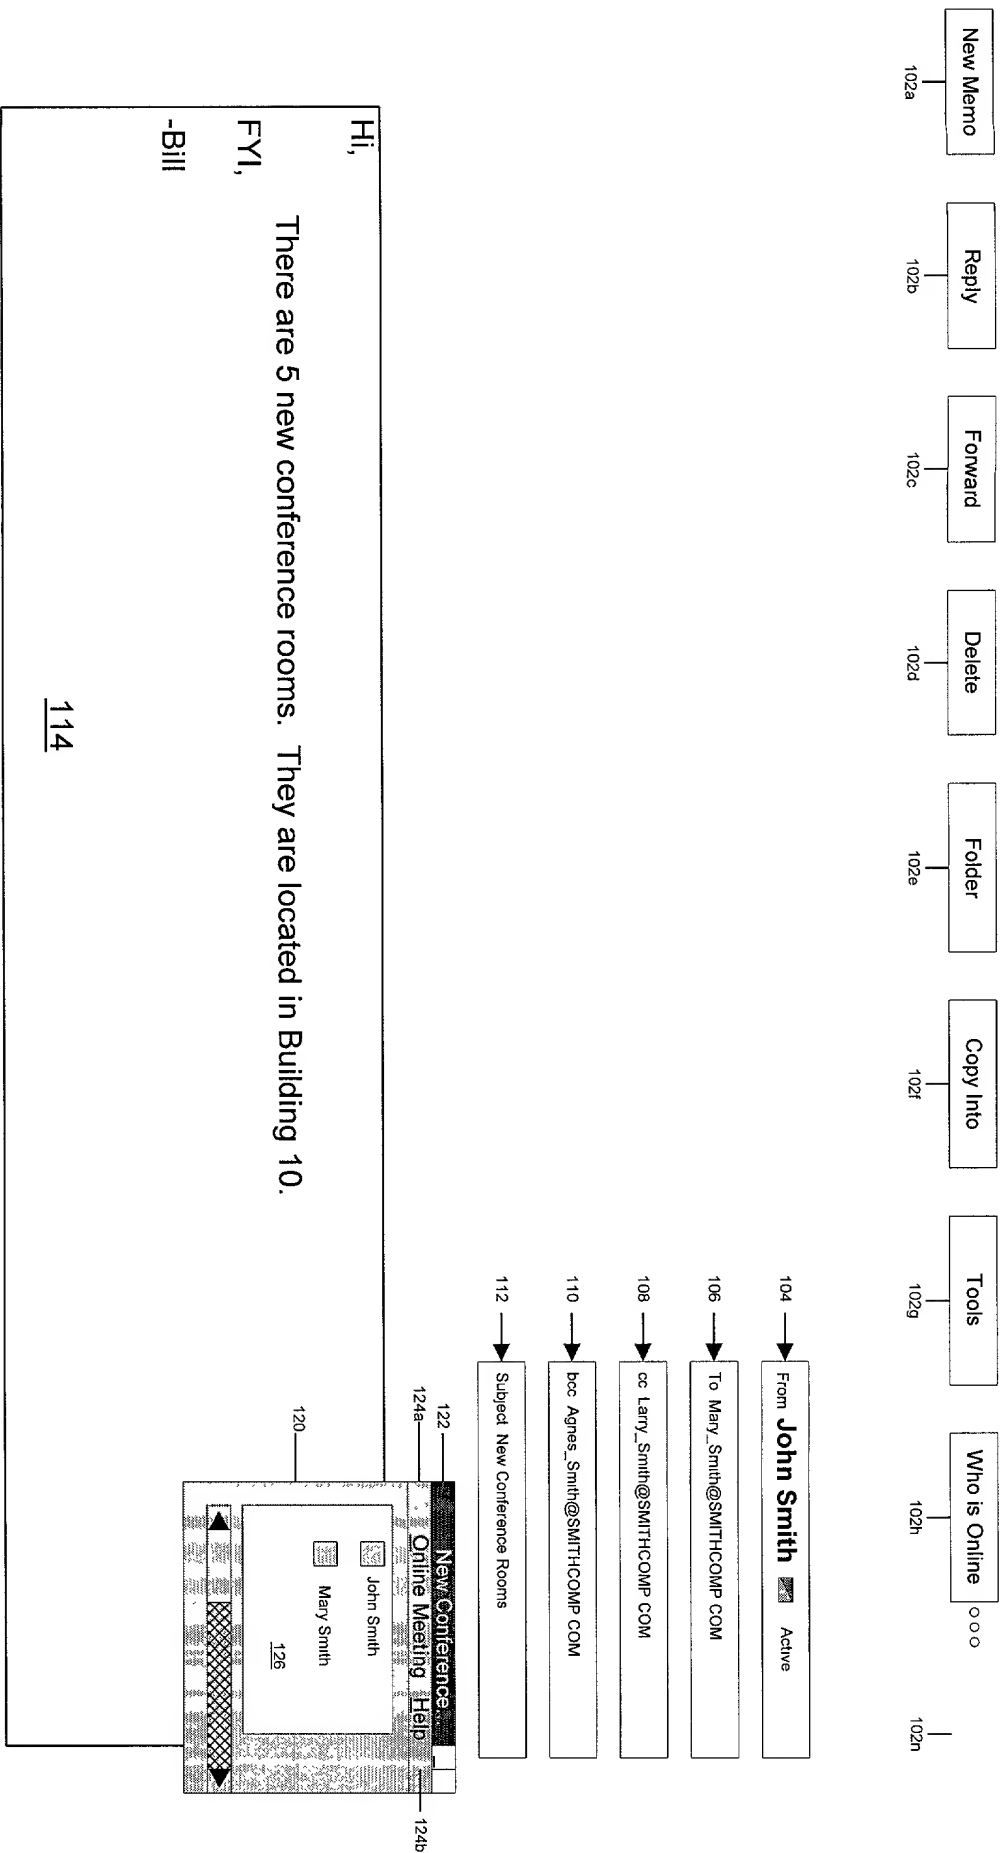 New Memo Reply Forward Delete Folder Copy Into Tools Who is Online ooo
102a 102b 102c 102d 102e 102f 102g 102h 102n
104 From John Smith Active
106 To Mary_Smith@SMITHCOMP COM
108 cc Larry_Smith@SMITHCOMP COM
110 bcc Agnes_Smith@SMITHCOMP COM
112 Subject New Conference Rooms
122 New Conference...
124a Online Meeting Help 124b
Hi,
John Smith
Mary Smith
120
126
There are 5 new conference rooms. They are located in Building 10.
FYI,
-Bill
114